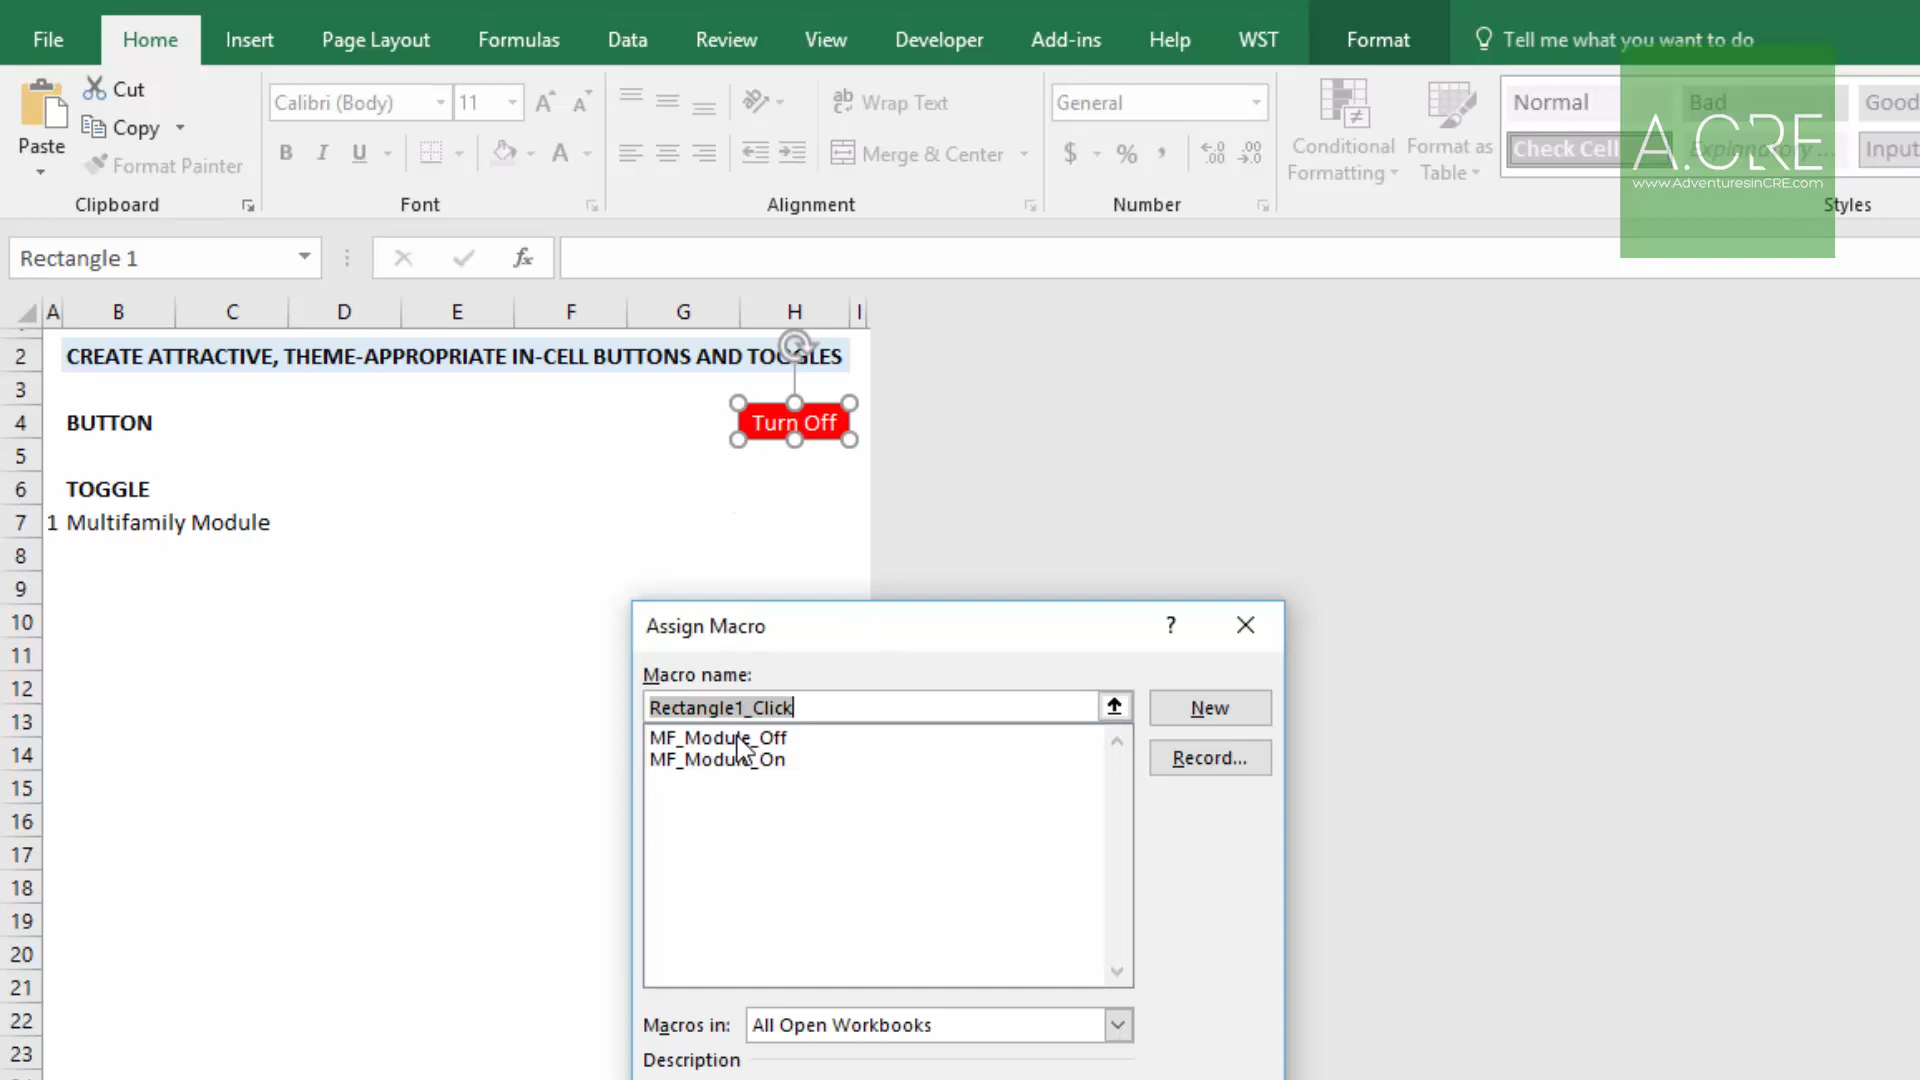 File Home Insert Page Layout Formulas Data Review View Developer Add-ins Help WST Format Tell me what you want to do
Paste
Cut
Copy
Format Painter
Clipboard
Calibri (Body) 11
B I U
Font
Wrap Text
Merge & Center
Alignment
General
$ % ,
Number
Conditional Formatting
Format as Table
Normal Bad Good
Check Cell Explanatory ... Input
Styles
A.CRE
www.AdventuresinCRE.com
Rectangle 1
fx
A B C D E F G H I
2 CREATE ATTRACTIVE, THEME-APPROPRIATE IN-CELL BUTTONS AND TOGGLES
3
4 BUTTON Turn Off
5
6 TOGGLE
7 1 Multifamily Module
8
9
10
11
12
13
14
15
16
17
18
19
20
21
22
23
Assign Macro ? 
Macro name:
Rectangle1_Click
MF_Module_Off
MF_Module_On
New
Record...
Macros in: All Open Workbooks
Description